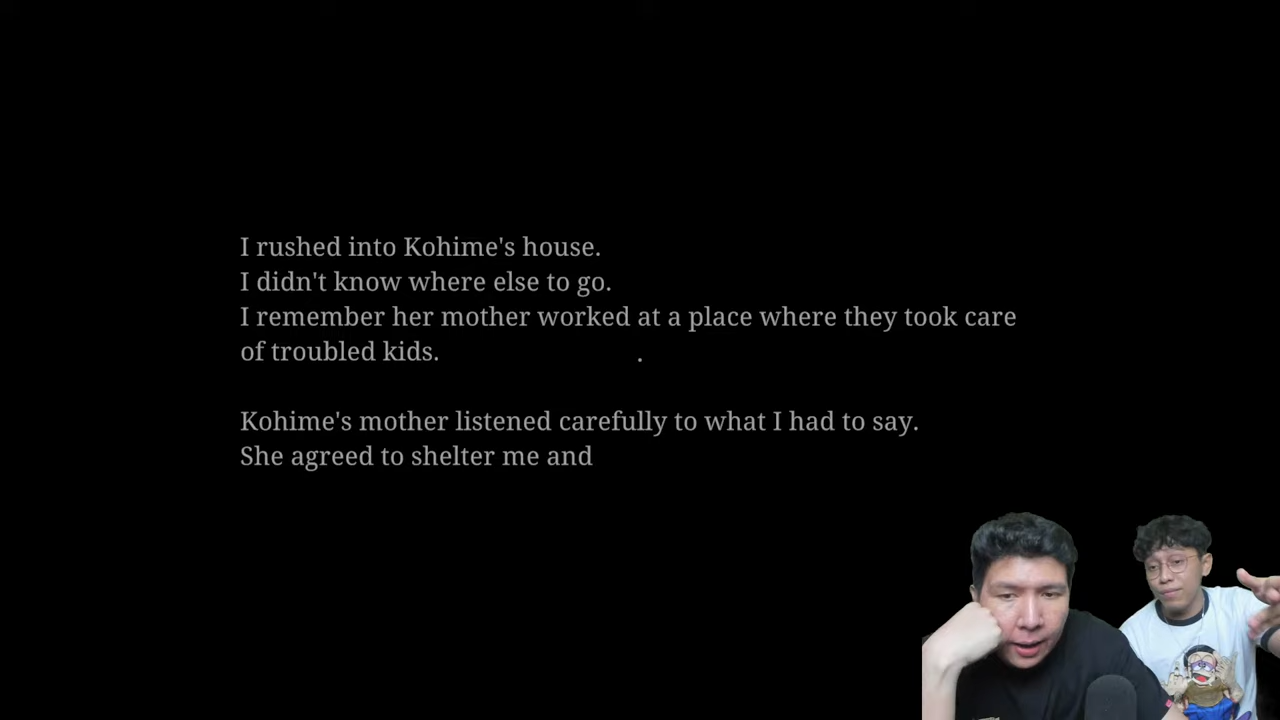 I rushed into Kohime's house.
I didn't know where else to go.
I remember her mother worked at a place where they took care
of troubled kids.
Kohime's mother listened carefully to what I had to say.
She agreed to shelter me and